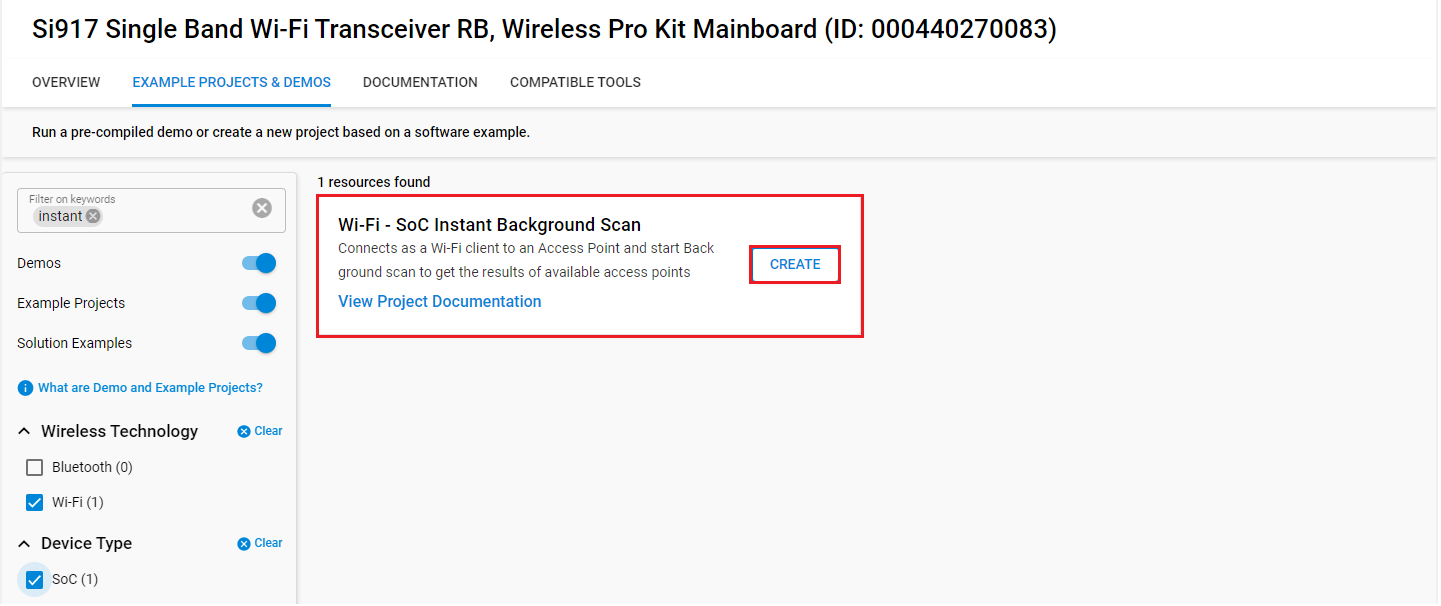 Si917 Single Band Wi-Fi Transceiver RB, Wireless Pro Kit Mainboard (ID: 000440270083)
OVERVIEW EXAMPLE PROJECTS & DEMOS DOCUMENTATION COMPATIBLE TOOLS
Run a pre-compiled demo or create a new project based on a software example.
Filter on keywords
instant
Demos
Example Projects
Solution Examples
What are Demo and Example Projects?
Wireless Technology Clear
Bluetooth (0)
Wi-Fi (1)
Device Type Clear
SoC (1)
1 resources found
Wi-Fi - SoC Instant Background Scan
Connects as a Wi-Fi client to an Access Point and start Back
ground scan to get the results of available access points
View Project Documentation
CREATE